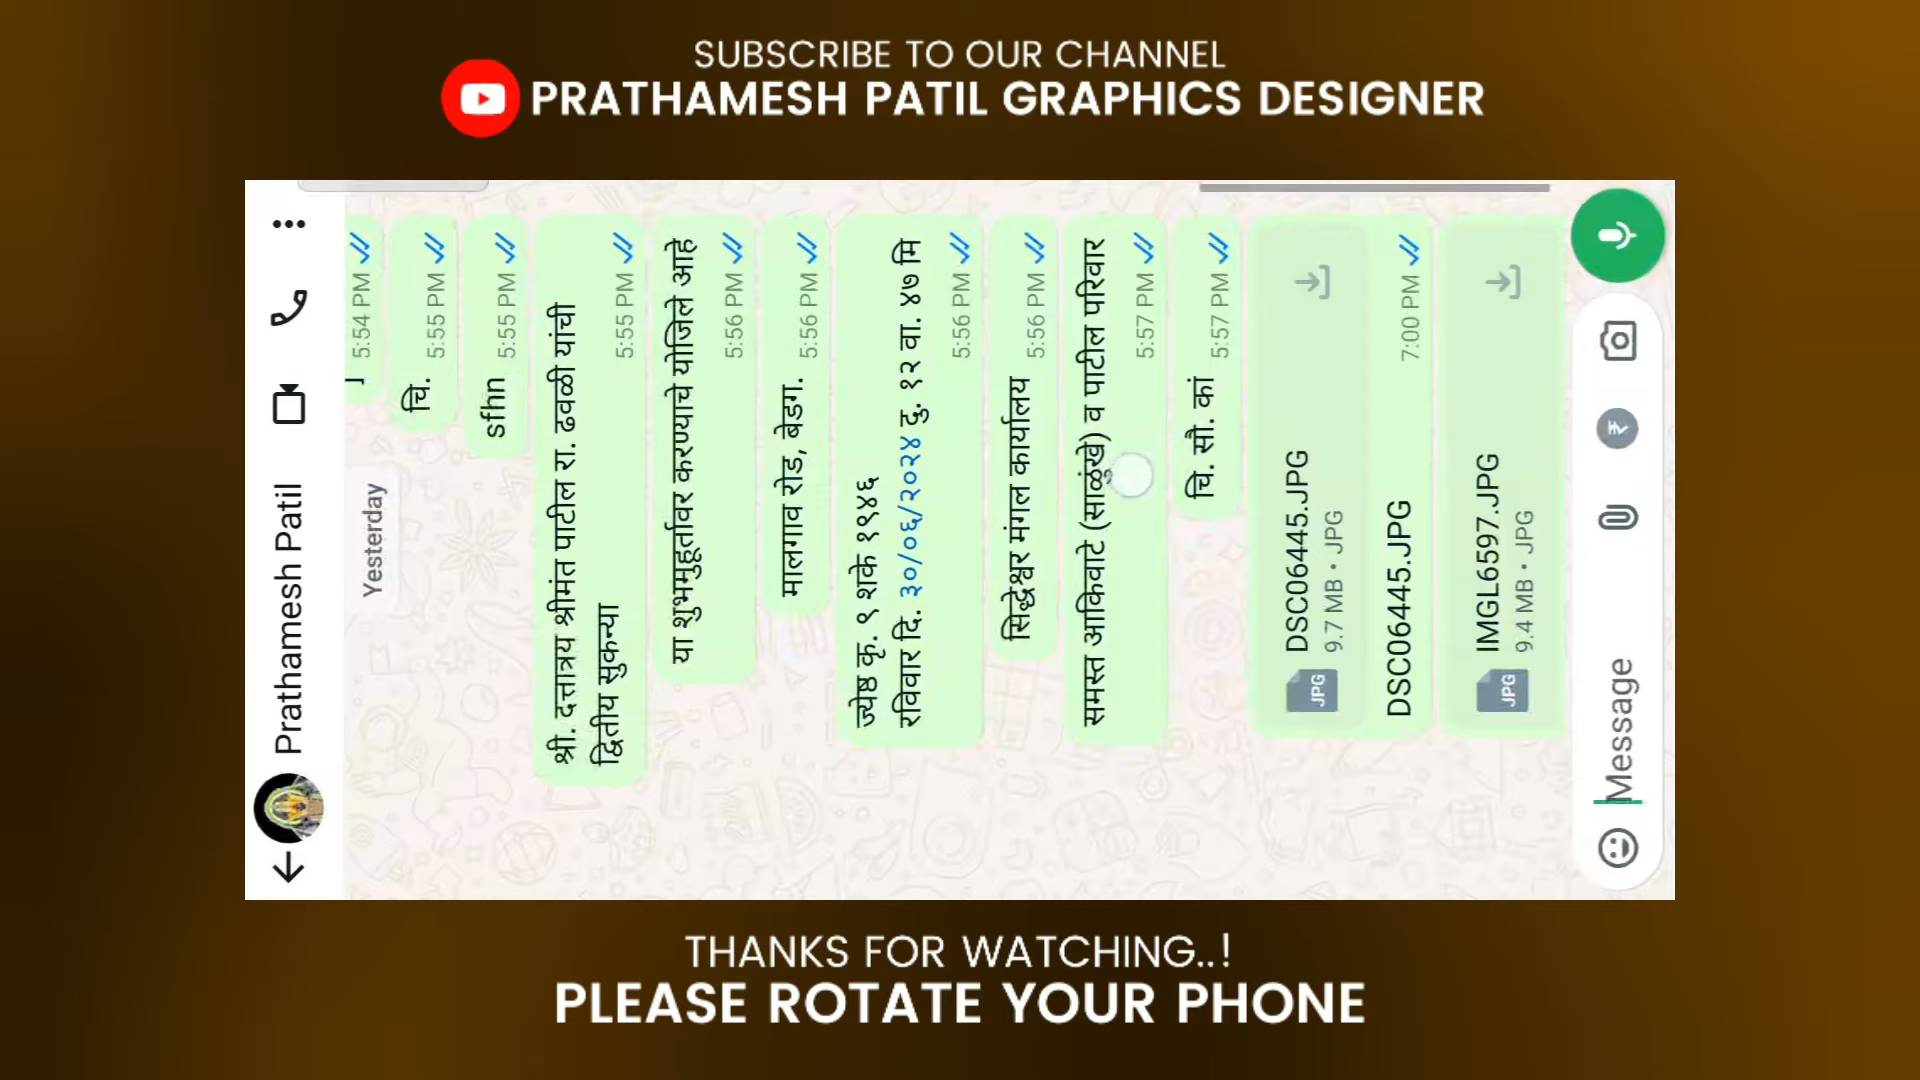 SUBSCRIBE TO OUR CHANNEL
PRATHAMESH PATIL GRAPHICS DESIGNER
Prathamesh Patil
Yesterday
5:54 PM
चि.
5:55 PM
sfhn
5:55 PM
श्री. दत्तात्रय श्रीमंत पाटील रा. ढवळी यांची
द्वितीय सुकन्या
5:55 PM
या शुभमुहूर्तावर करण्याचे योजिले आहे
5:56 PM
मालगाव रोड, बेडग.
5:56 PM
ज्येष्ठ कृ. ९ शके १९४६
रविवार दि. ३०/०६/२०२४ दु. १२ वा. ४७ मि
5:56 PM
सिद्धेश्वर मंगल कार्यालय
5:56 PM
समस्त आकिवाटे (साळुंखे) व पाटील परिवार
5:57 PM
चि. सौ. कां
5:57 PM
JPG
DSC06445.JPG
9.7 MB • JPG
DSC06445.JPG
7:00 PM
JPG
IMGL6597.JPG
9.4 MB • JPG
Message
₹
THANKS FOR WATCHING..!
PLEASE ROTATE YOUR PHONE